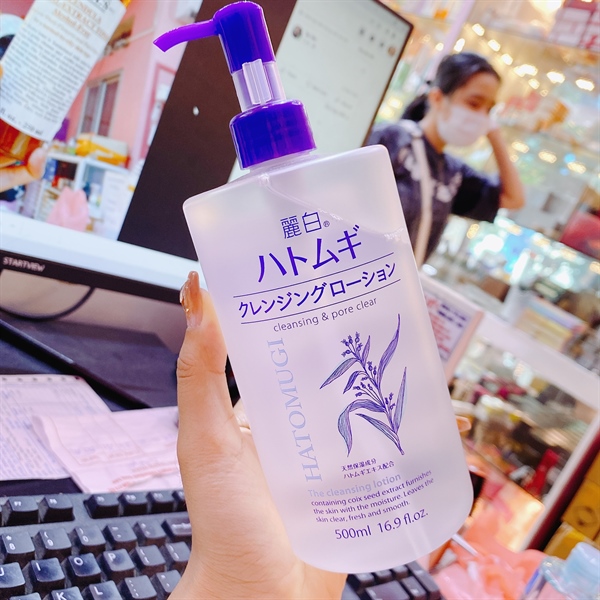 麗白®
ハトムギ
クレンジングローション
cleansing & pore clear
HATOMUGI
天然保湿成分
ハトムギエキス配合
The cleansing lotion
containing coix seed extract furnishes
the skin with the moisture. Leaves the
skin clear, fresh and smooth.
500ml 16.9 fl.oz.
STARTVIEW